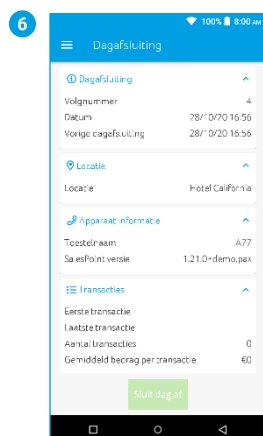 6
100% 8:00 AM
Dagafsluiting
Dagafsluiting
Volgnummer 4
Datum 28/10/20 16:56
Vorige dagafsluiting 28/10/20 16:56
Locatie
Locatie Hotel California
Apparaat informatie
Toestelnaam A77
SalesPoint versie 1.21.0+demo.pax
Transacties
Eerste transactie
Laatste transactie
Aantal transacties 0
Gemiddeld bedrag per transactie €0
Sluit dag af